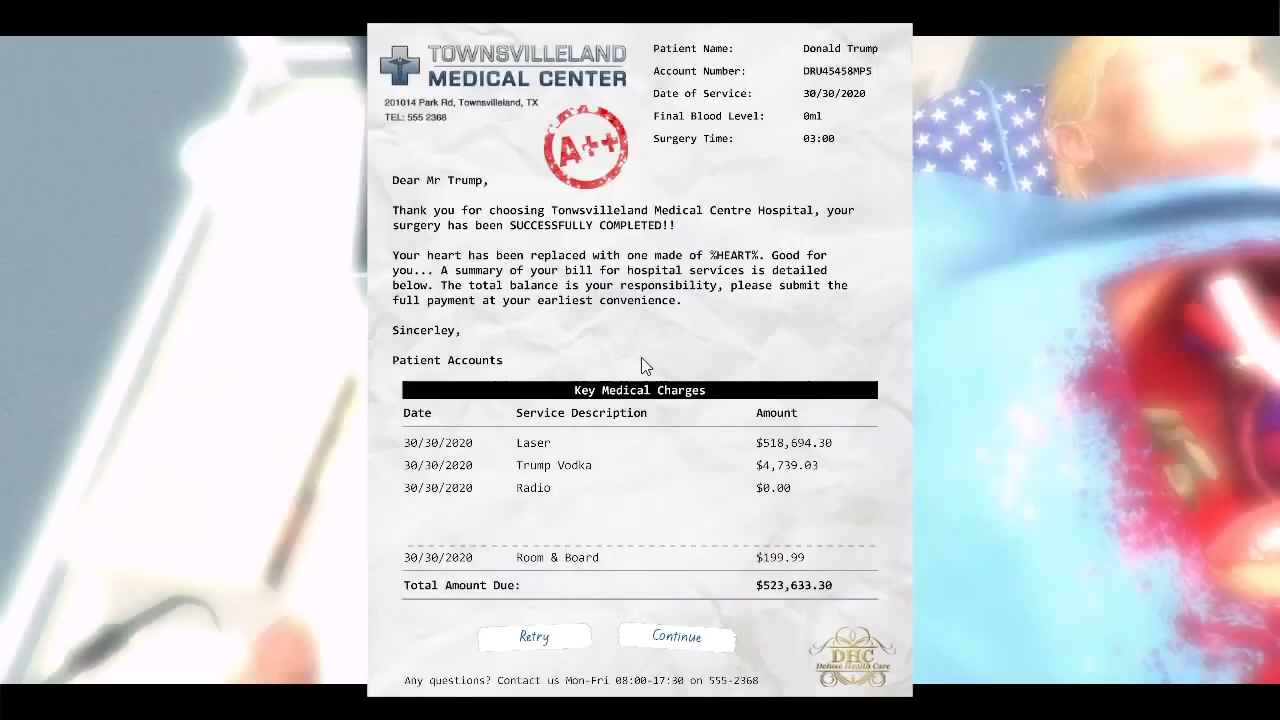 TOWNSVILLELAND
MEDICAL CENTER
201014 Park Rd, Townsvilleland, TX
TEL: 555 2368
A++
Patient Name: Donald Trump
Account Number: DRU45458MP5
Date of Service: 30/30/2020
Final Blood Level: 0ml
Surgery Time: 03:00
Dear Mr Trump,
Thank you for choosing Tonwsvilleland Medical Centre Hospital, your
surgery has been SUCCESSFULLY COMPLETED!!
Your heart has been replaced with one made of %HEART%. Good for
you... A summary of your bill for hospital services is detailed
below. The total balance is your responsibility, please submit the
full payment at your earliest convenience.
Sincerley,
Patient Accounts
Key Medical Charges
Date Service Description Amount
30/30/2020 Laser $518,694.30
30/30/2020 Trump Vodka $4,739.03
30/30/2020 Radio $0.00
30/30/2020 Room & Board $199.99
Total Amount Due: $523,633.30
Retry Continue
DHC
Deluxe Health Care
Any questions? Contact us Mon-Fri 08:00-17:30 on 555-2368